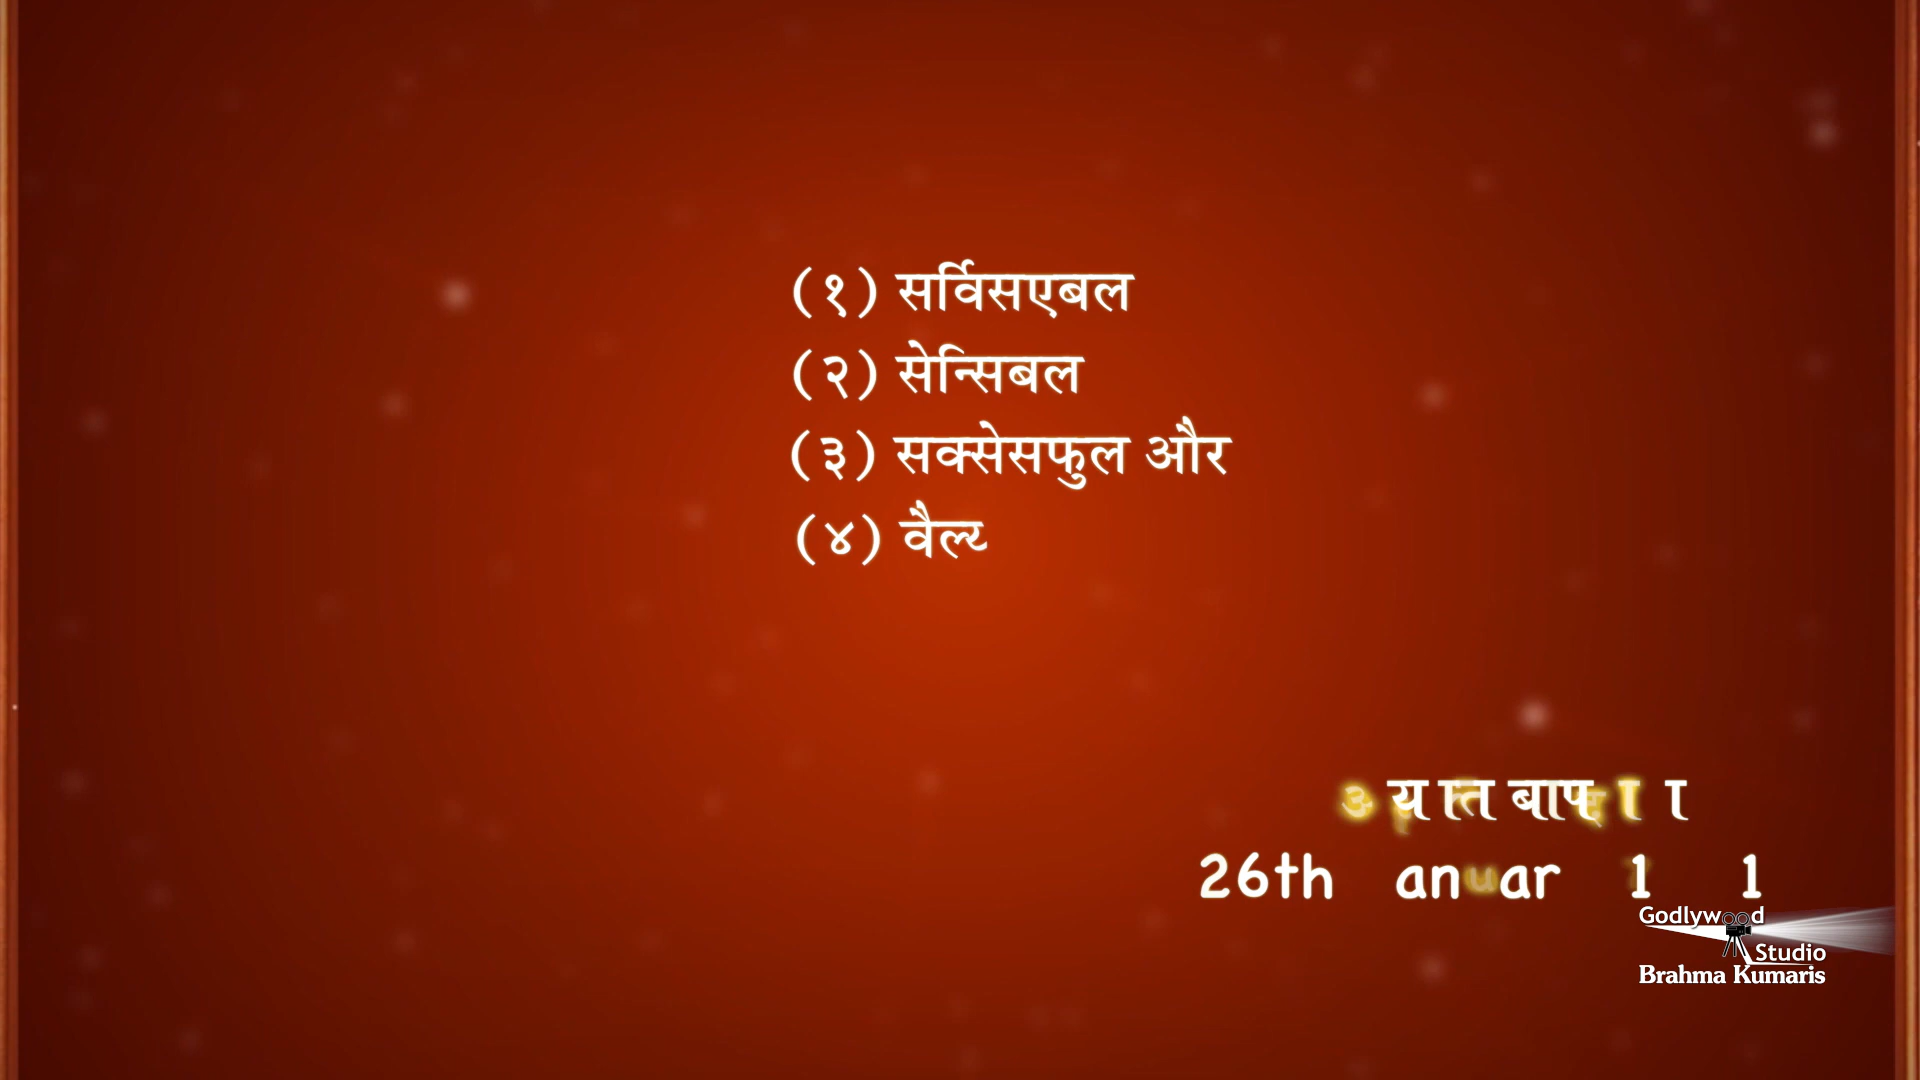 (१) सर्विसएबल
(२) सेन्सिबल
(३) सक्सेसफुल और
(४)
26th
Godlywood
Studio
Brahma Kumaris